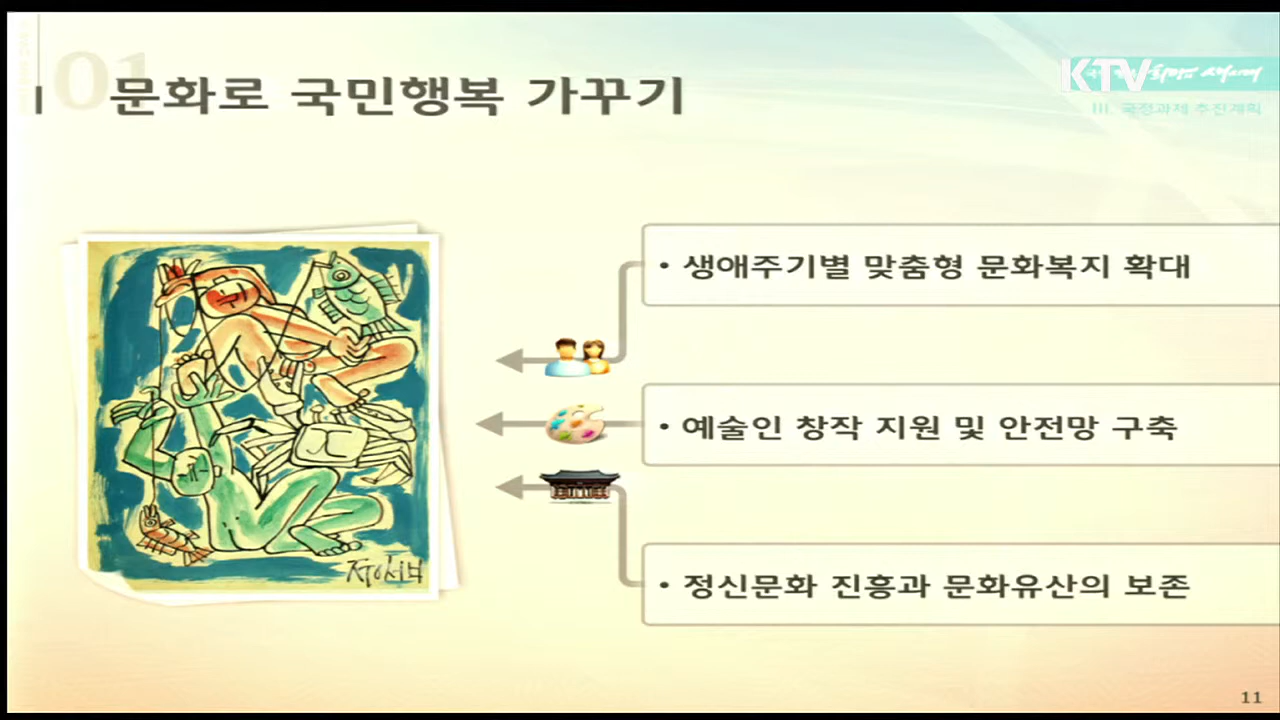 01 문화로 국민행복 가꾸기
KTV
III. 국정과제 추진계획
• 생애주기별 맞춤형 문화복지 확대
• 예술인 창작 지원 및 안전망 구축
• 정신문화 진흥과 문화유산의 보존
11